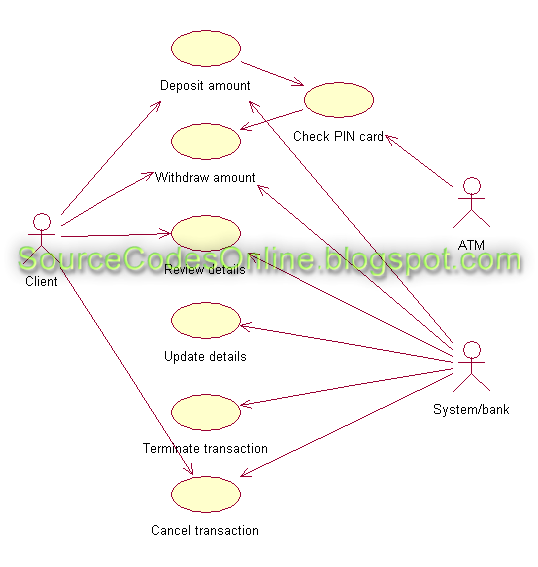 Deposit amount
Check PIN card
Withdraw amount
ATM
SourceCodesOnline.blogspot.com
Review details
Client
Update details
System/bank
Terminate transaction
Cancel transaction